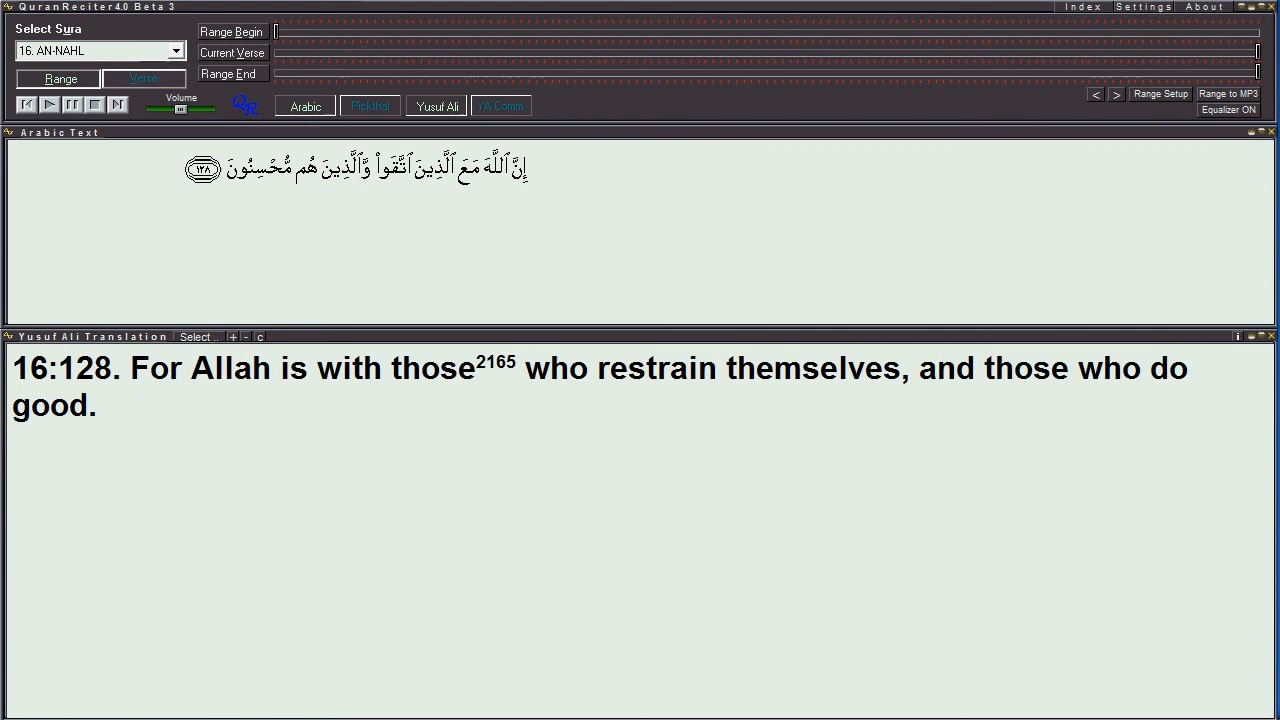 QuranReciter4.0 Beta 3
Index Settings About
Select Sura
16. AN-NAHL
Range Verse
Volume
Range Begin
Current Verse
Range End
QR
Arabic Pickthal Yusuf Ali YA Comm.
< > Range Setup Range to MP3
Equalizer ON
Arabic Text
إِنَّ ٱللَّهَ مَعَ ٱلَّذِينَ ٱتَّقَوا۟ وَّٱلَّذِينَ هُم مُّحْسِنُونَ ١٢٨
Yusuf Ali Translation Select .. + - c i
16:128. For Allah is with those2165 who restrain themselves, and those who do
good.